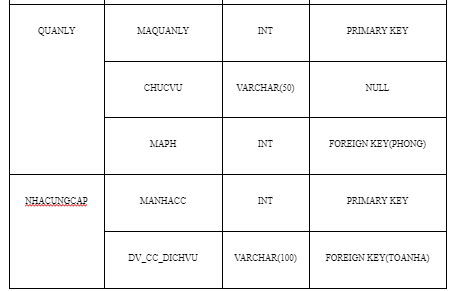 QUANLY MAQUANLY INT PRIMARY KEY
CHUCVU VARCHAR(50) NULL
MAPH INT FOREIGN KEY(PHONG)
NHACUNGCAP MANHACC INT PRIMARY KEY
DV_CC_DICHVU VARCHAR(100) FOREIGN KEY(TOANHA)